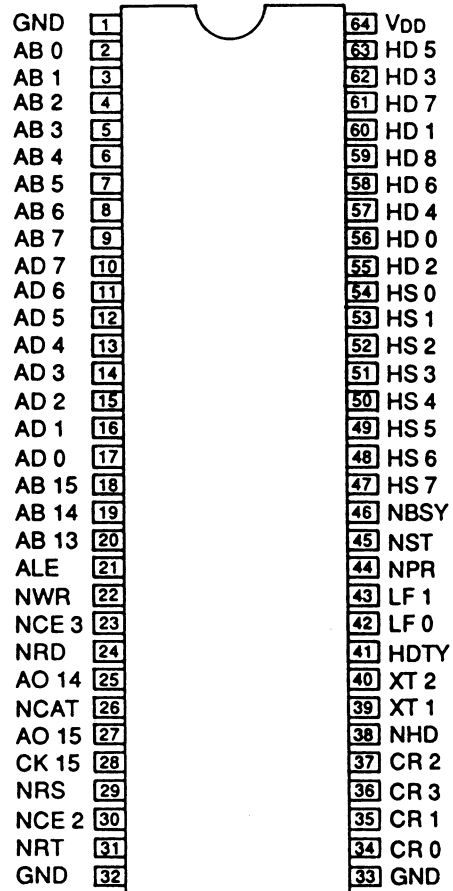 GND 1 64 VDD
AB 0 2 63 HD 5
AB 1 3 62 HD 3
AB 2 4 61 HD 7
AB 3 5 60 HD 1
AB 4 6 59 HD 8
AB 5 7 58 HD 6
AB 6 8 57 HD 4
AB 7 9 56 HD 0
AD 7 10 55 HD 2
AD 6 11 54 HS 0
AD 5 12 53 HS 1
AD 4 13 52 HS 2
AD 3 14 51 HS 3
AD 2 15 50 HS 4
AD 1 16 49 HS 5
AD 0 17 48 HS 6
AB 15 18 47 HS 7
AB 14 19 46 NBSY
AB 13 20 45 NST
ALE 21 44 NPR
NWR 22 43 LF 1
NCE 3 23 42 LF 0
NRD 24 41 HDTY
AO 14 25 40 XT 2
NCAT 26 39 XT 1
AO 15 27 38 NHD
CK 15 28 37 CR 2
NRS 29 36 CR 3
NCE 2 30 35 CR 1
NRT 31 34 CR 0
GND 32 33 GND